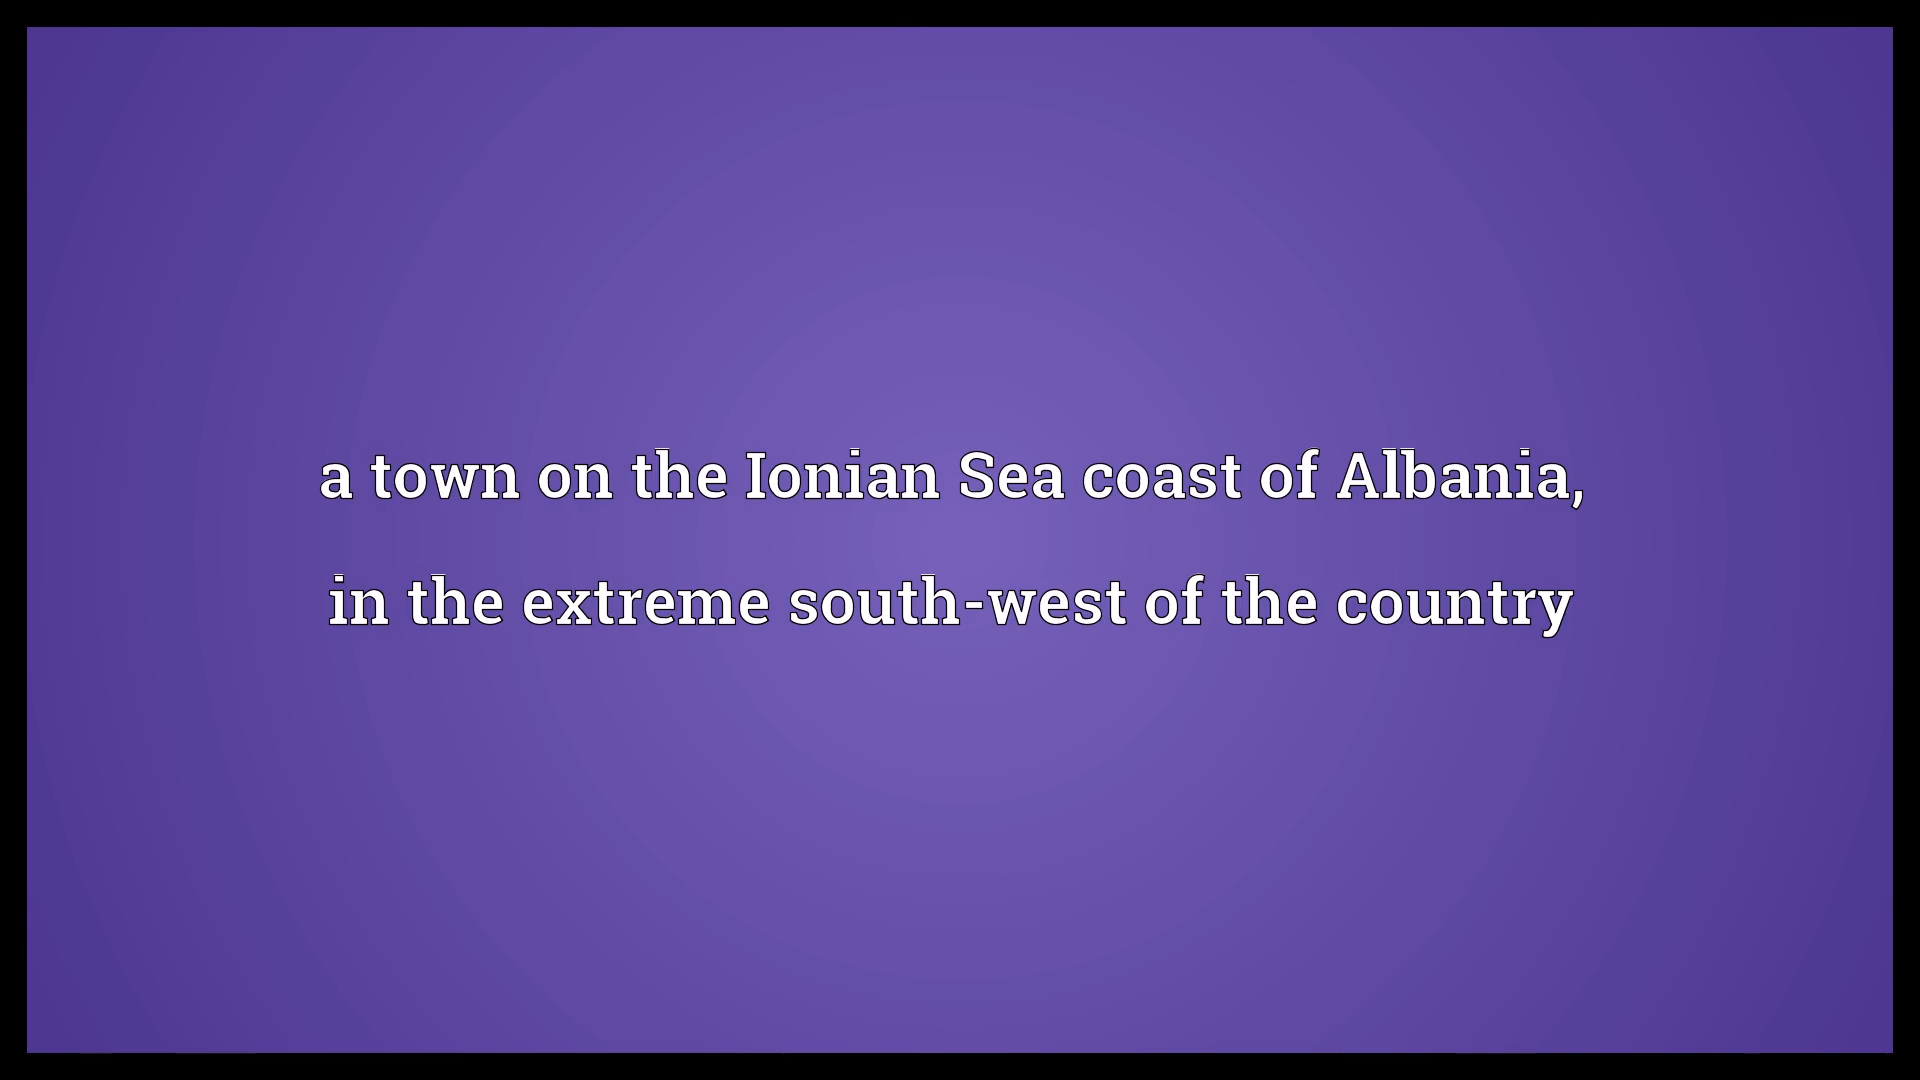 a town on the Ionian Sea coast of Albania,
in the extreme south-west of the country